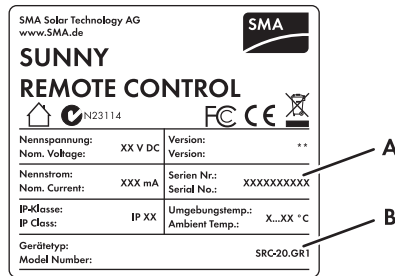 SMA Solar Technology AG
www.SMA.de
SMA
SUNNY
REMOTE CONTROL
N23114
FC CE
Nennspannung:
Nom. Voltage:
XX V DC
Version:
Version:
**
Nennstrom:
Nom. Current:
XXX mA
Serien Nr.:
Serial No.:
XXXXXXXXXX
A
IP-Klasse:
IP Class:
IP XX
Umgebungstemp.:
Ambient Temp.:
X...XX °C
B
Gerätetyp:
Model Number:
SRC-20.GR1